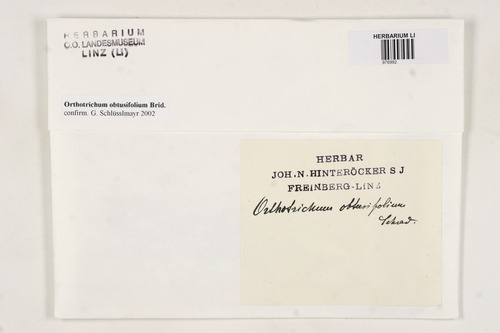 HERBARIUM
O.O. LANDESMUSEUM
LINZ (LI)
HERBARIUM LI
976992
Orthotrichum obtusifolium Brid.
confirm. G. Schlüsslmayr 2002
HERBAR
JOH. N. HINTERÖCKER S J
FREINBERG-LINZ
Orthotrichum obtusifolium
Schrad.